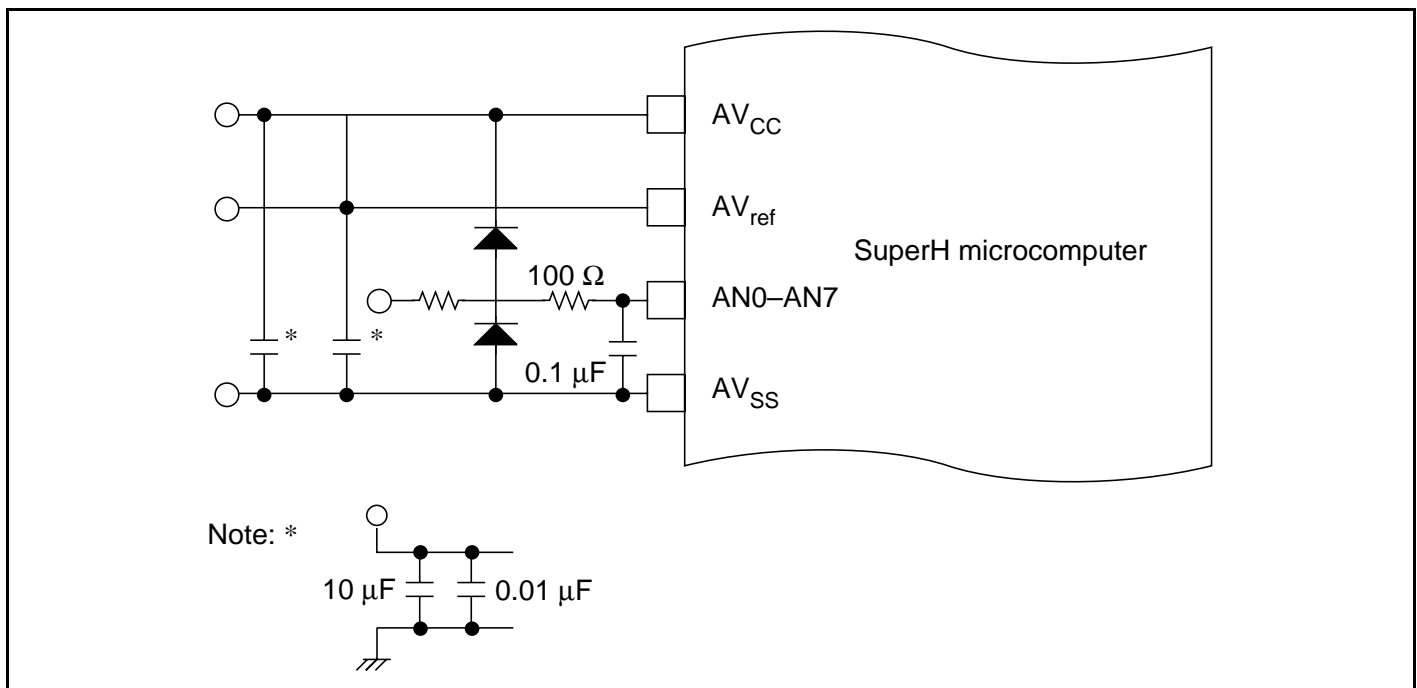 AVCC
AVref
SuperH microcomputer
100 Ω
AN0–AN7
* *
0.1 µF
AVSS
Note: *
10 µF 0.01 µF